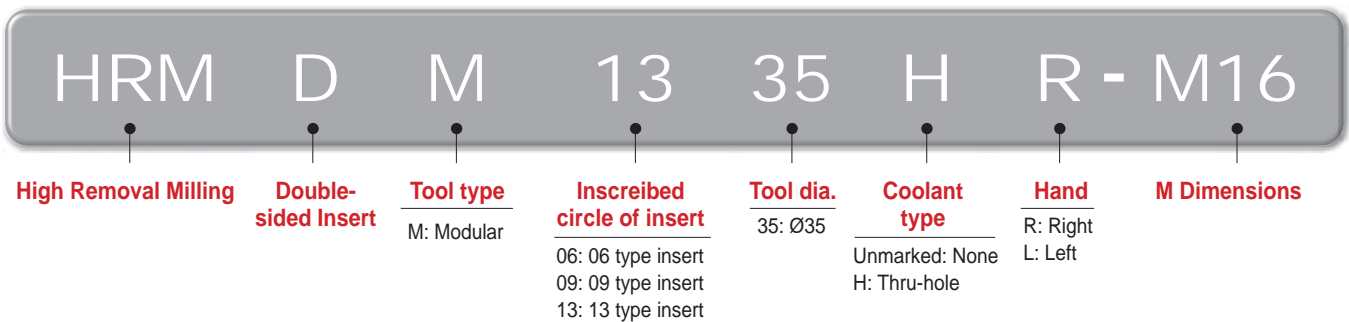 HRM D M 13 35 H R - M16
High Removal Milling
Double-
sided Insert
Tool type
M: Modular
Inscreibed
circle of insert
06: 06 type insert
09: 09 type insert
13: 13 type insert
Tool dia.
35: Ø35
Coolant
type
Unmarked: None
H: Thru-hole
Hand
R: Right
L: Left
M Dimensions